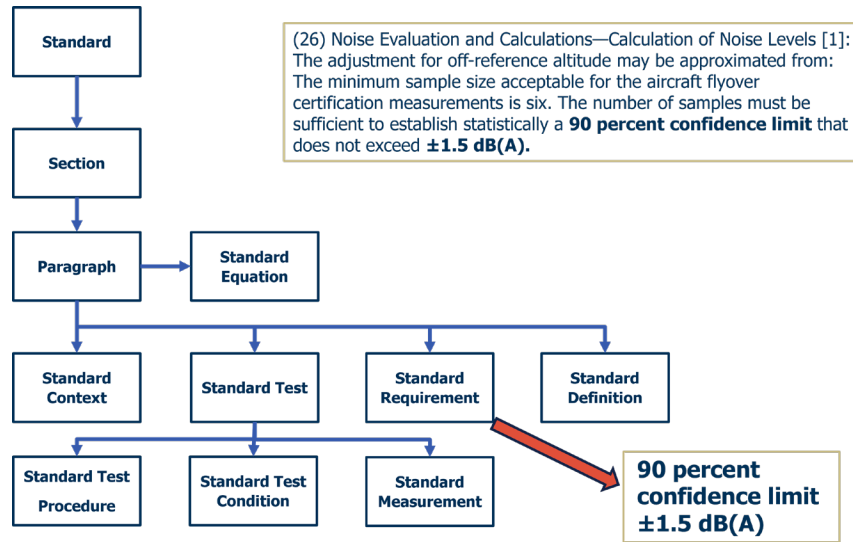 Standard
(26) Noise Evaluation and Calculations—Calculation of Noise Levels [1]:
The adjustment for off-reference altitude may be approximated from:
The minimum sample size acceptable for the aircraft flyover
certification measurements is six. The number of samples must be
sufficient to establish statistically a 90 percent confidence limit that
does not exceed ±1.5 dB(A).
Section
Paragraph
Standard
Equation
Standard
Context
Standard Test
Standard
Requirement
Standard
Definition
Standard Test
Procedure
Standard Test
Condition
Standard
Measurement
90 percent
confidence limit
±1.5 dB(A)